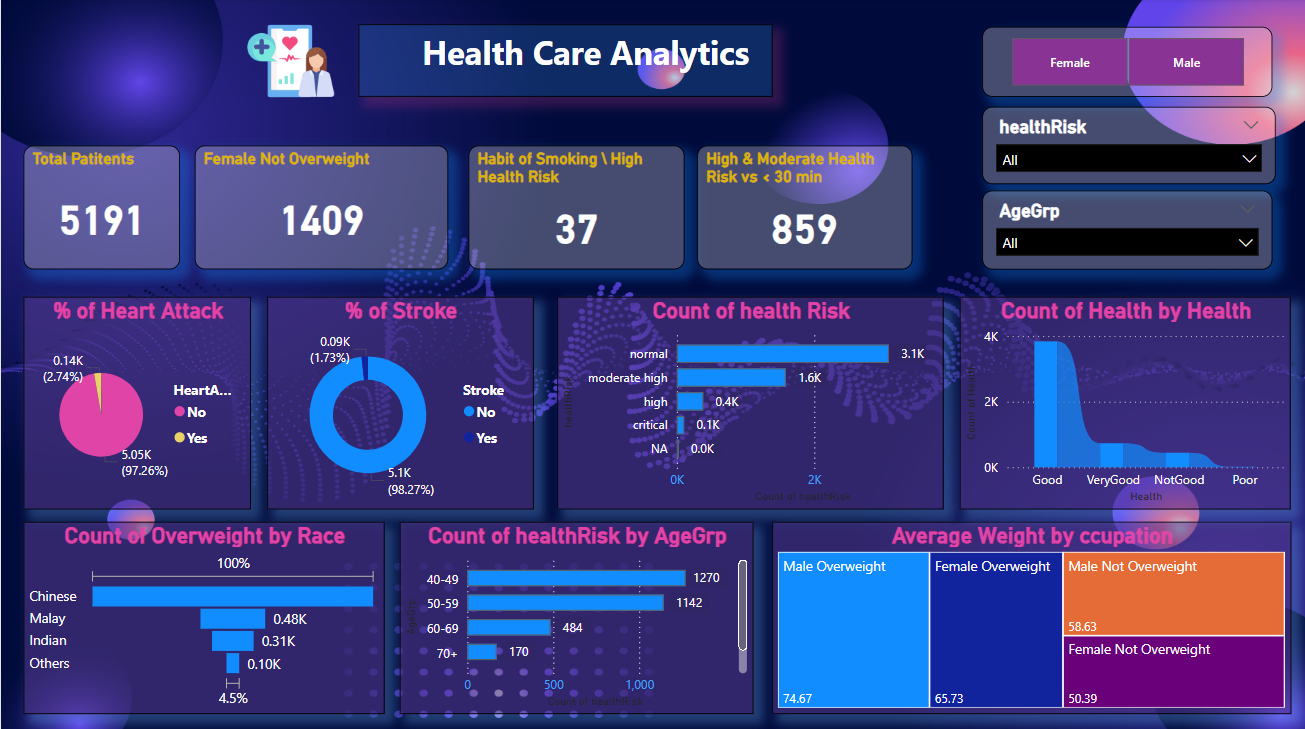 Health Care Analytics
Female
Male
healthRisk
All
AgeGrp
All
Total Patitents
5191
Female Not Overweight
1409
Habit of Smoking \ High
Health Risk
37
High & Moderate Health
Risk vs < 30 min
859
% of Heart Attack
0.14K
(2.74%)
5.05K
(97.26%)
HeartA...
No
Yes
% of Stroke
0.09K
(1.73%)
5.1K
(98.27%)
Stroke
No
Yes
Count of health Risk
healthRisk
normal
3.1K
moderate high
1.6K
high
0.4K
critical
0.1K
NA
0.0K
0K
2K
Count of healthRisk
Count of Health by Health
Count of Health
4K
2K
0K
Good
VeryGood
NotGood
Poor
Health
Count of Overweight by Race
100%
Chinese
Malay
0.48K
Indian
0.31K
Others
0.10K
4.5%
Count of healthRisk by AgeGrp
AgeGrp
40-49
1270
50-59
1142
60-69
484
70+
170
0
500
1,000
Count of healthRisk
Average Weight by ccupation
Male Overweight
74.67
Female Overweight
65.73
Male Not Overweight
58.63
Female Not Overweight
50.39